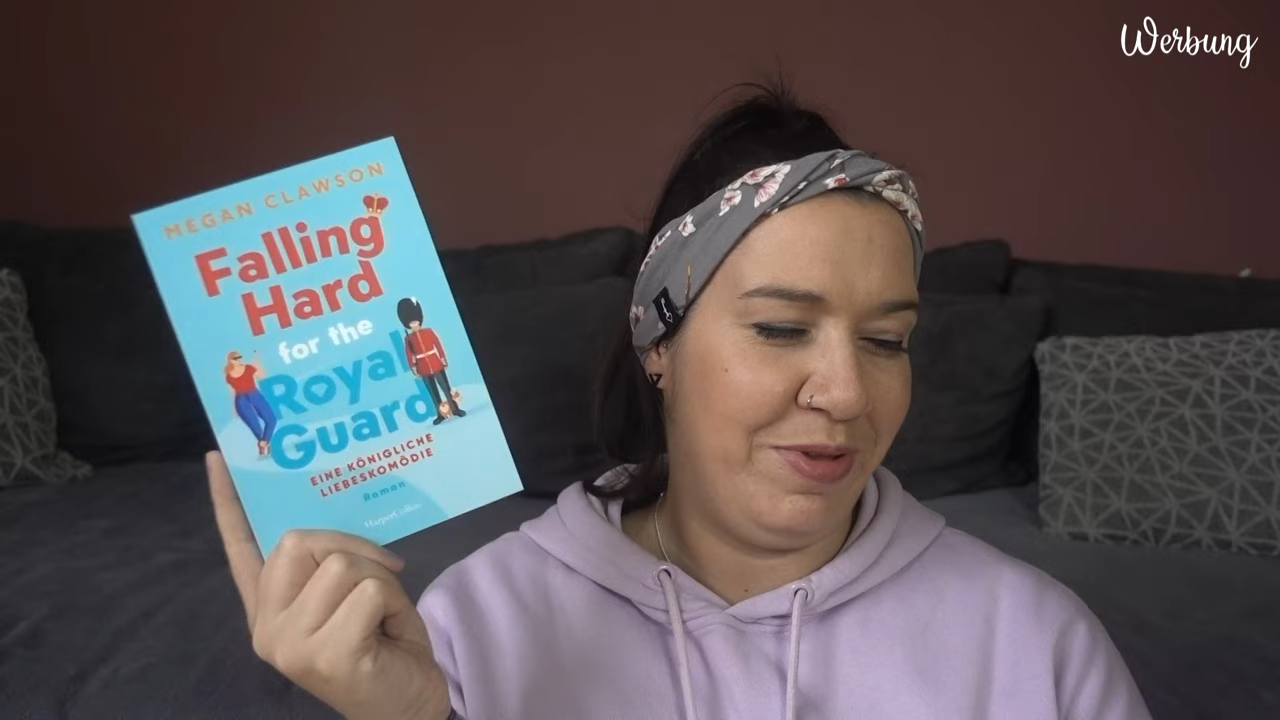 Werbung
MEGAN CLAWSON
Falling
Hard
for the
Royal
Guard
EINE KÖNIGLICHE
LIEBESKOMÖDIE
Roman
HarperCollins